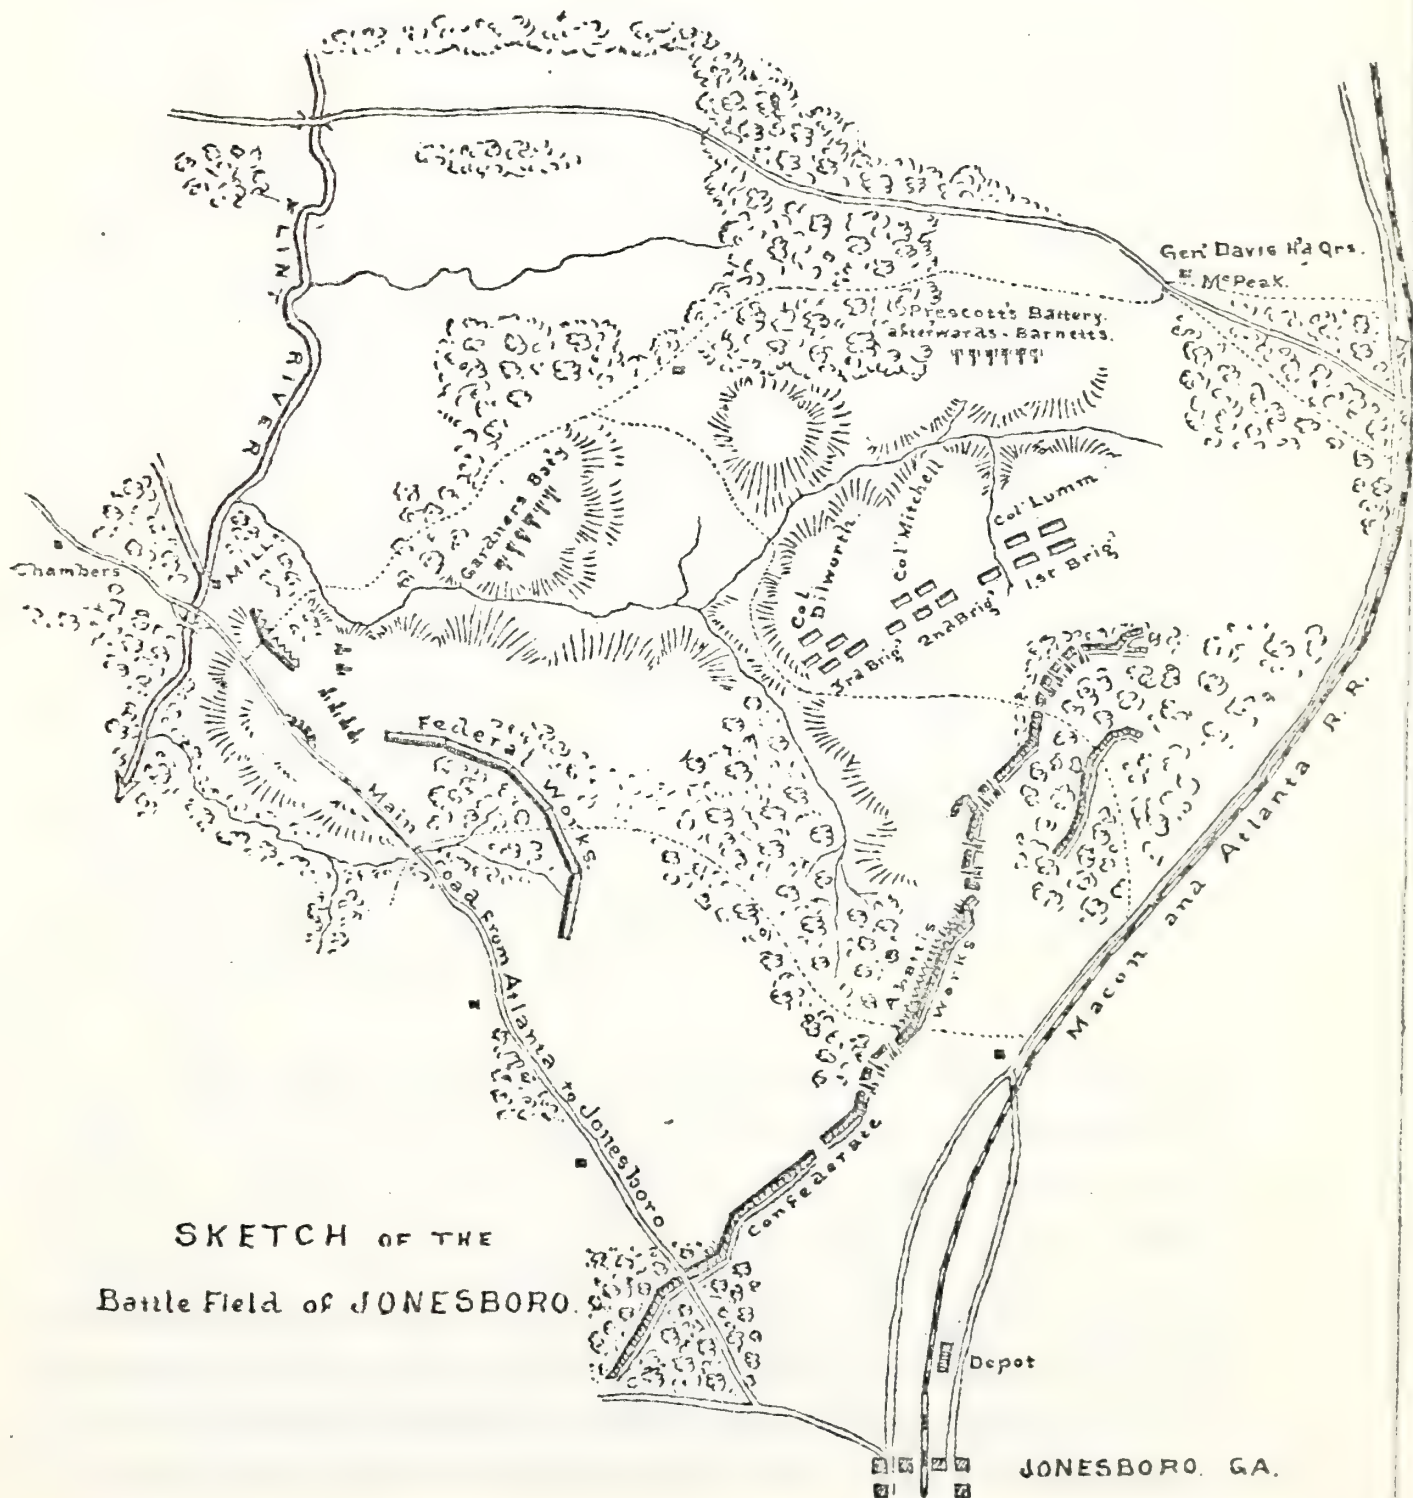 FLINT RIVER
Gen'l Davis H'd Qrs.
McPeak.
Prescott's Battery.
afterwards - Barnetts.
Gardners Bat'y
Col. Mitchell
Col. Lumm
Col.
Dilworth
Chambers
MILL
1st Brig'
2nd Brig'
3rd Brig'
Federal Works.
Main road from Atlanta to Jonesboro
Abattis
Works
Confederate
Macon and Atlanta R. R.
SKETCH OF THE
Battle Field of JONESBORO.
Depot
JONESBORO. GA.